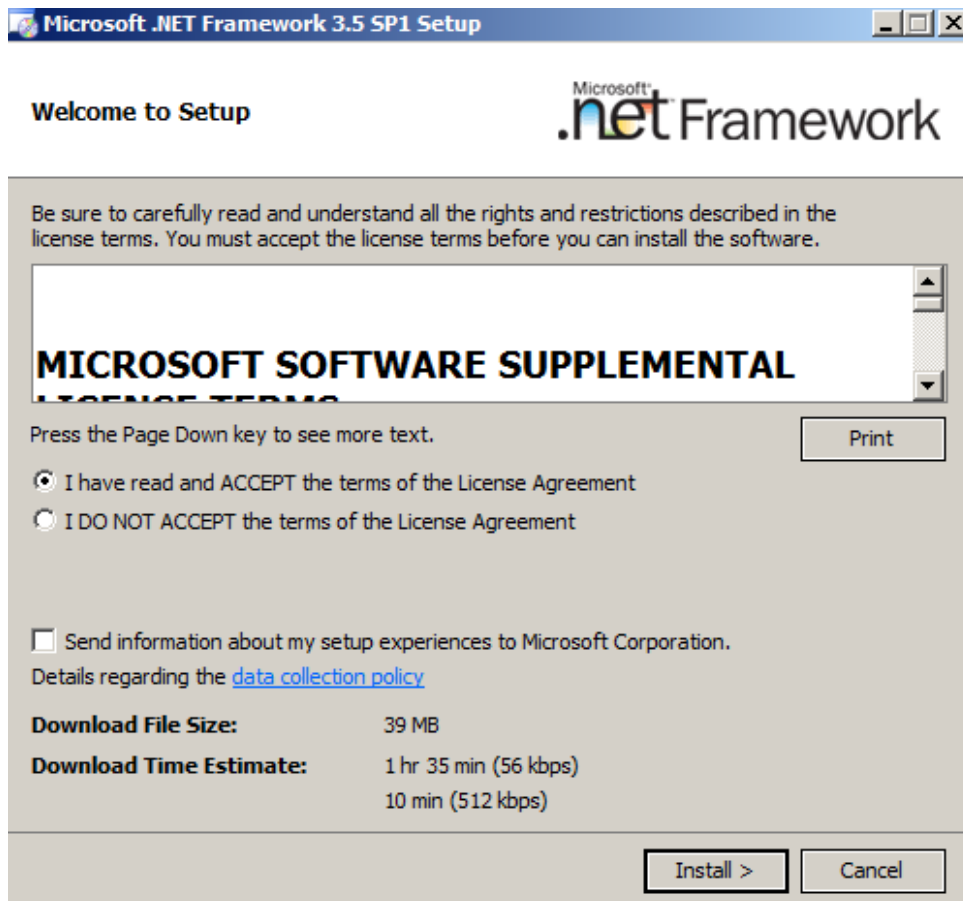 Microsoft .NET Framework 3.5 SP1 Setup
Welcome to Setup
Microsoft
.net Framework
Be sure to carefully read and understand all the rights and restrictions described in the
license terms. You must accept the license terms before you can install the software.
MICROSOFT SOFTWARE SUPPLEMENTAL
LICENSE TERMS
Press the Page Down key to see more text.
Print
I have read and ACCEPT the terms of the License Agreement
I DO NOT ACCEPT the terms of the License Agreement
Send information about my setup experiences to Microsoft Corporation.
Details regarding the data collection policy
Download File Size: 39 MB
Download Time Estimate: 1 hr 35 min (56 kbps)
10 min (512 kbps)
Install > Cancel